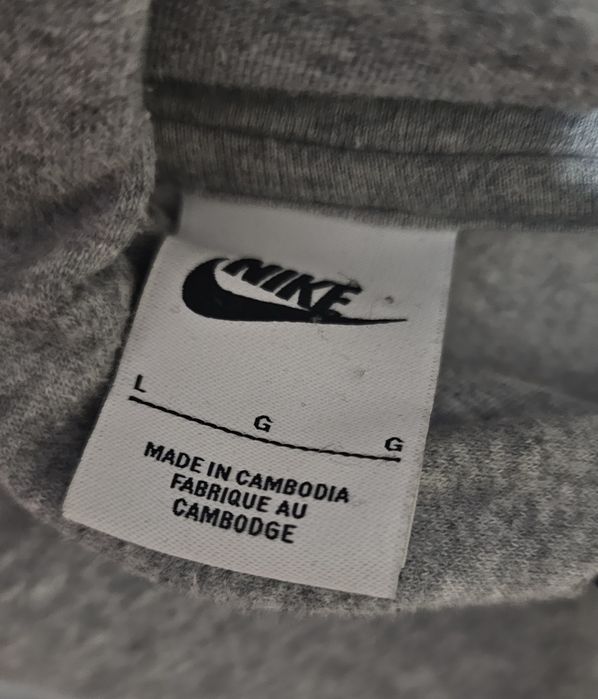 NIKE
L G G
MADE IN CAMBODIA
FABRIQUE AU
CAMBODGE